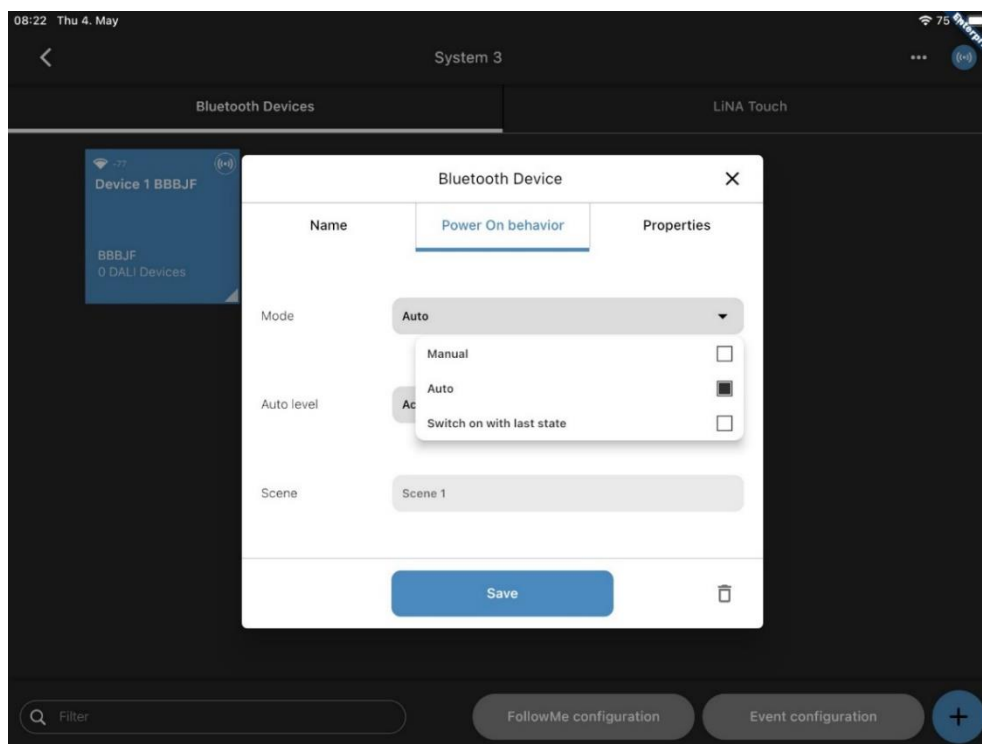 08:22 Thu 4. May
75
System 3
Bluetooth Devices
LiNA Touch
-77
Device 1 BBBJF
BBBJF
0 DALI Devices
Bluetooth Device
Name
Power On behavior
Properties
Mode
Auto
Manual
Auto
Switch on with last state
Auto level
Ac
Scene
Scene 1
Save
Filter
FollowMe configuration
Event configuration